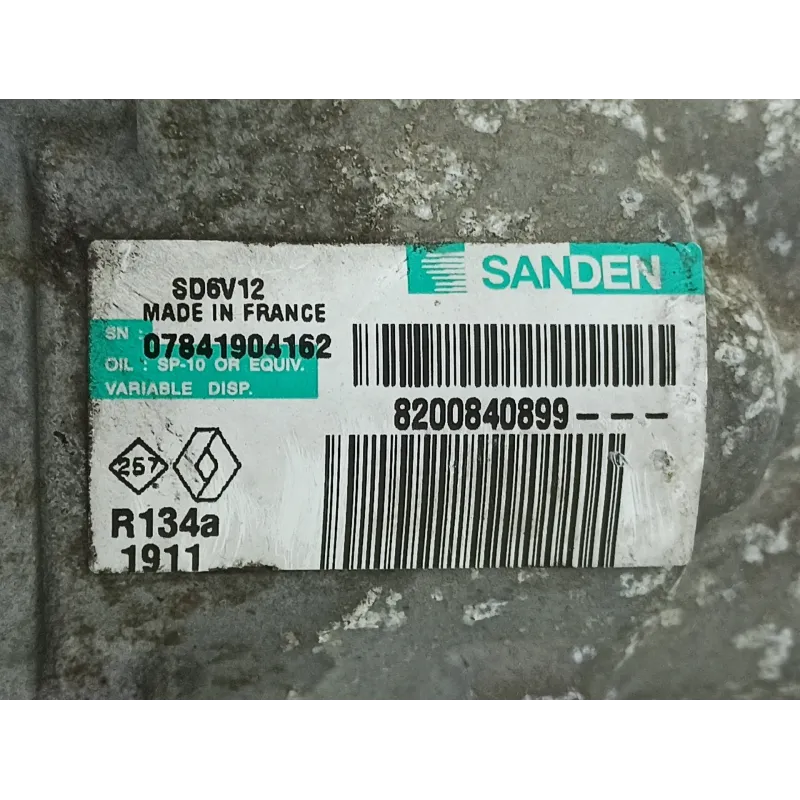 SANDEN
SD6V12
MADE IN FRANCE
SN 07841904162
OIL : SP-10 OR EQUIV.
VARIABLE DISP.
8200840899---
257
R134a
1911